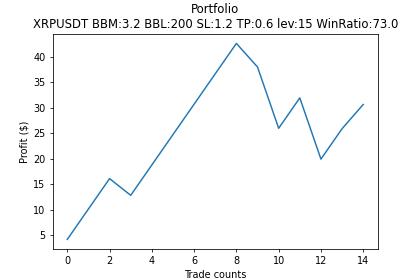 Portfolio
XRPUSDT BBM:3.2 BBL:200 SL:1.2 TP:0.6 lev:15 WinRatio:73.0
40
35
30
25
20
15
10
5
Profit ($)
0 2 4 6 8 10 12 14
Trade counts